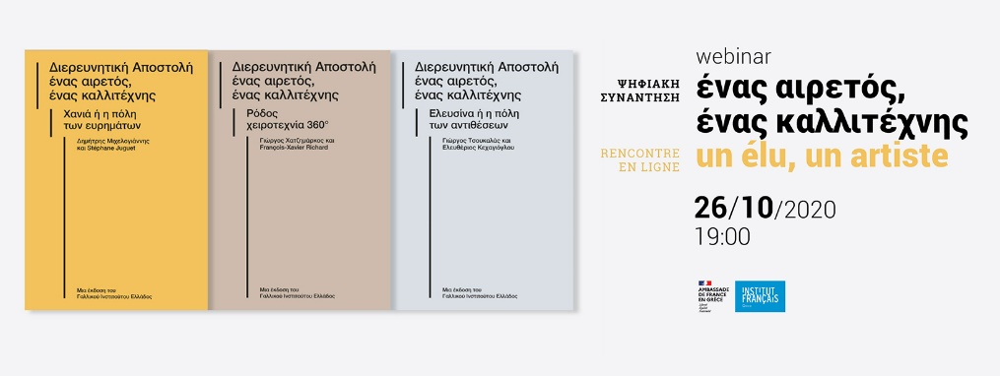 Διερευνητική Αποστολή
ένας αιρετός,
ένας καλλιτέχνης
Χανιά ή η πόλη
των ευρημάτων
Δημήτρης Μιχελογιάννης
και Stéphane Juguet
Μια έκδοση του
Γαλλικού Ινστιτούτου Ελλάδος
Διερευνητική Αποστολή
ένας αιρετός,
ένας καλλιτέχνης
Ρόδος
χειροτεχνία 360°
Γιώργος Χατζημάρκος και
François-Xavier Richard
Μια έκδοση του
Γαλλικού Ινστιτούτου Ελλάδος
Διερευνητική Αποστολή
ένας αιρετός,
ένας καλλιτέχνης
Ελευσίνα ή η πόλη
των αντιθέσεων
Γιώργος Τσουκαλάς και
Ελευθέριος Κεχαγιόγλου
Μια έκδοση του
Γαλλικού Ινστιτούτου Ελλάδος
webinar
ΨΗΦΙΑΚΗ
ΣΥΝΑΝΤΗΣΗ
ένας αιρετός,
ένας καλλιτέχνης
RENCONTRE
EN LIGNE
un élu, un artiste
26/10/2020
19:00
AMBASSADE
DE FRANCE
EN GRÈCE
INSTITUT
FRANÇAIS